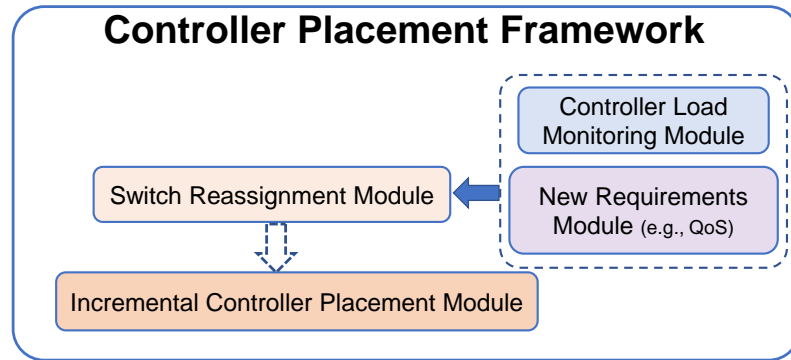 Controller Placement Framework
Controller Load
Monitoring Module
Switch Reassignment Module
New Requirements
Module (e.g., QoS)
Incremental Controller Placement Module